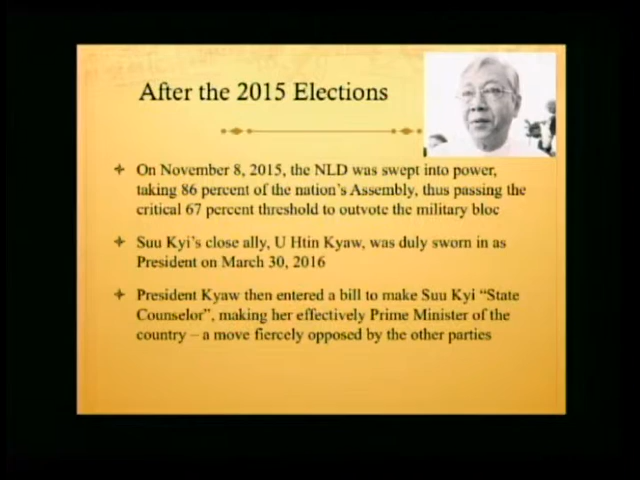 After the 2015 Elections
On November 8, 2015, the NLD was swept into power,
taking 86 percent of the nation's Assembly, thus passing the
critical 67 percent threshold to outvote the military bloc
Suu Kyi's close ally, U Htin Kyaw, was duly sworn in as
President on March 30, 2016
President Kyaw then entered a bill to make Suu Kyi "State
Counselor", making her effectively Prime Minister of the
country – a move fiercely opposed by the other parties